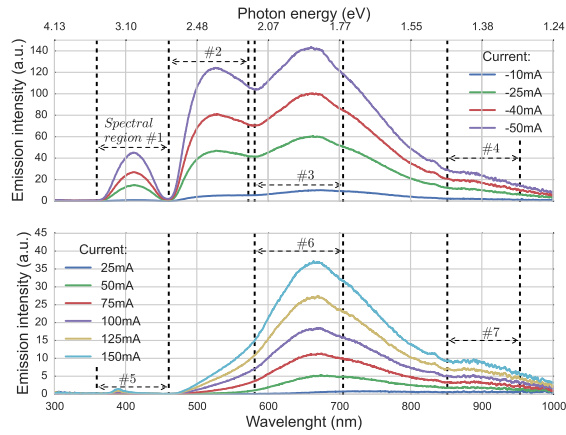 Photon energy (eV)
4.13 3.10 2.48 2.07 1.77 1.55 1.38 1.24
Emission intensity (a.u.)
140
120
100
80
60
40
20
0
Spectral
region #1
#2
#3
#4
Current:
-10mA
-25mA
-40mA
-50mA
Emission intensity (a.u.)
45
40
35
30
25
20
15
10
5
0
Current:
25mA
50mA
75mA
100mA
125mA
150mA
#5
#6
#7
300 400 500 600 700 800 900 1000
Wavelenght (nm)